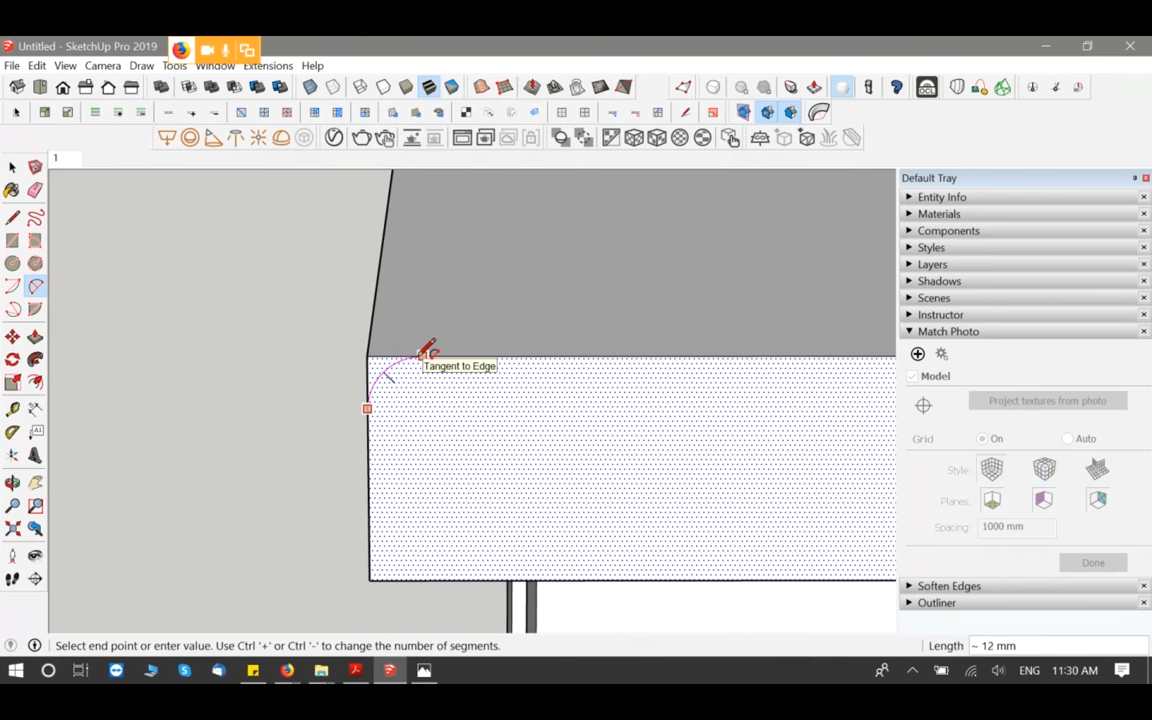 Untitled - SketchUp Pro 2019
File Edit View Camera Draw Tools Window Extensions Help
1
Default Tray
Entity Info
Materials
Components
Styles
Layers
Shadows
Scenes
Instructor
Match Photo
Model
Project textures from photo
Grid On Auto
Style:
Planes:
Spacing: 1000 mm
Done
Soften Edges
Outliner
Tangent to Edge
Select end point or enter value. Use Ctrl '+' or Ctrl '-' to change the number of segments.
Length ~ 12 mm
ENG 11:30 AM